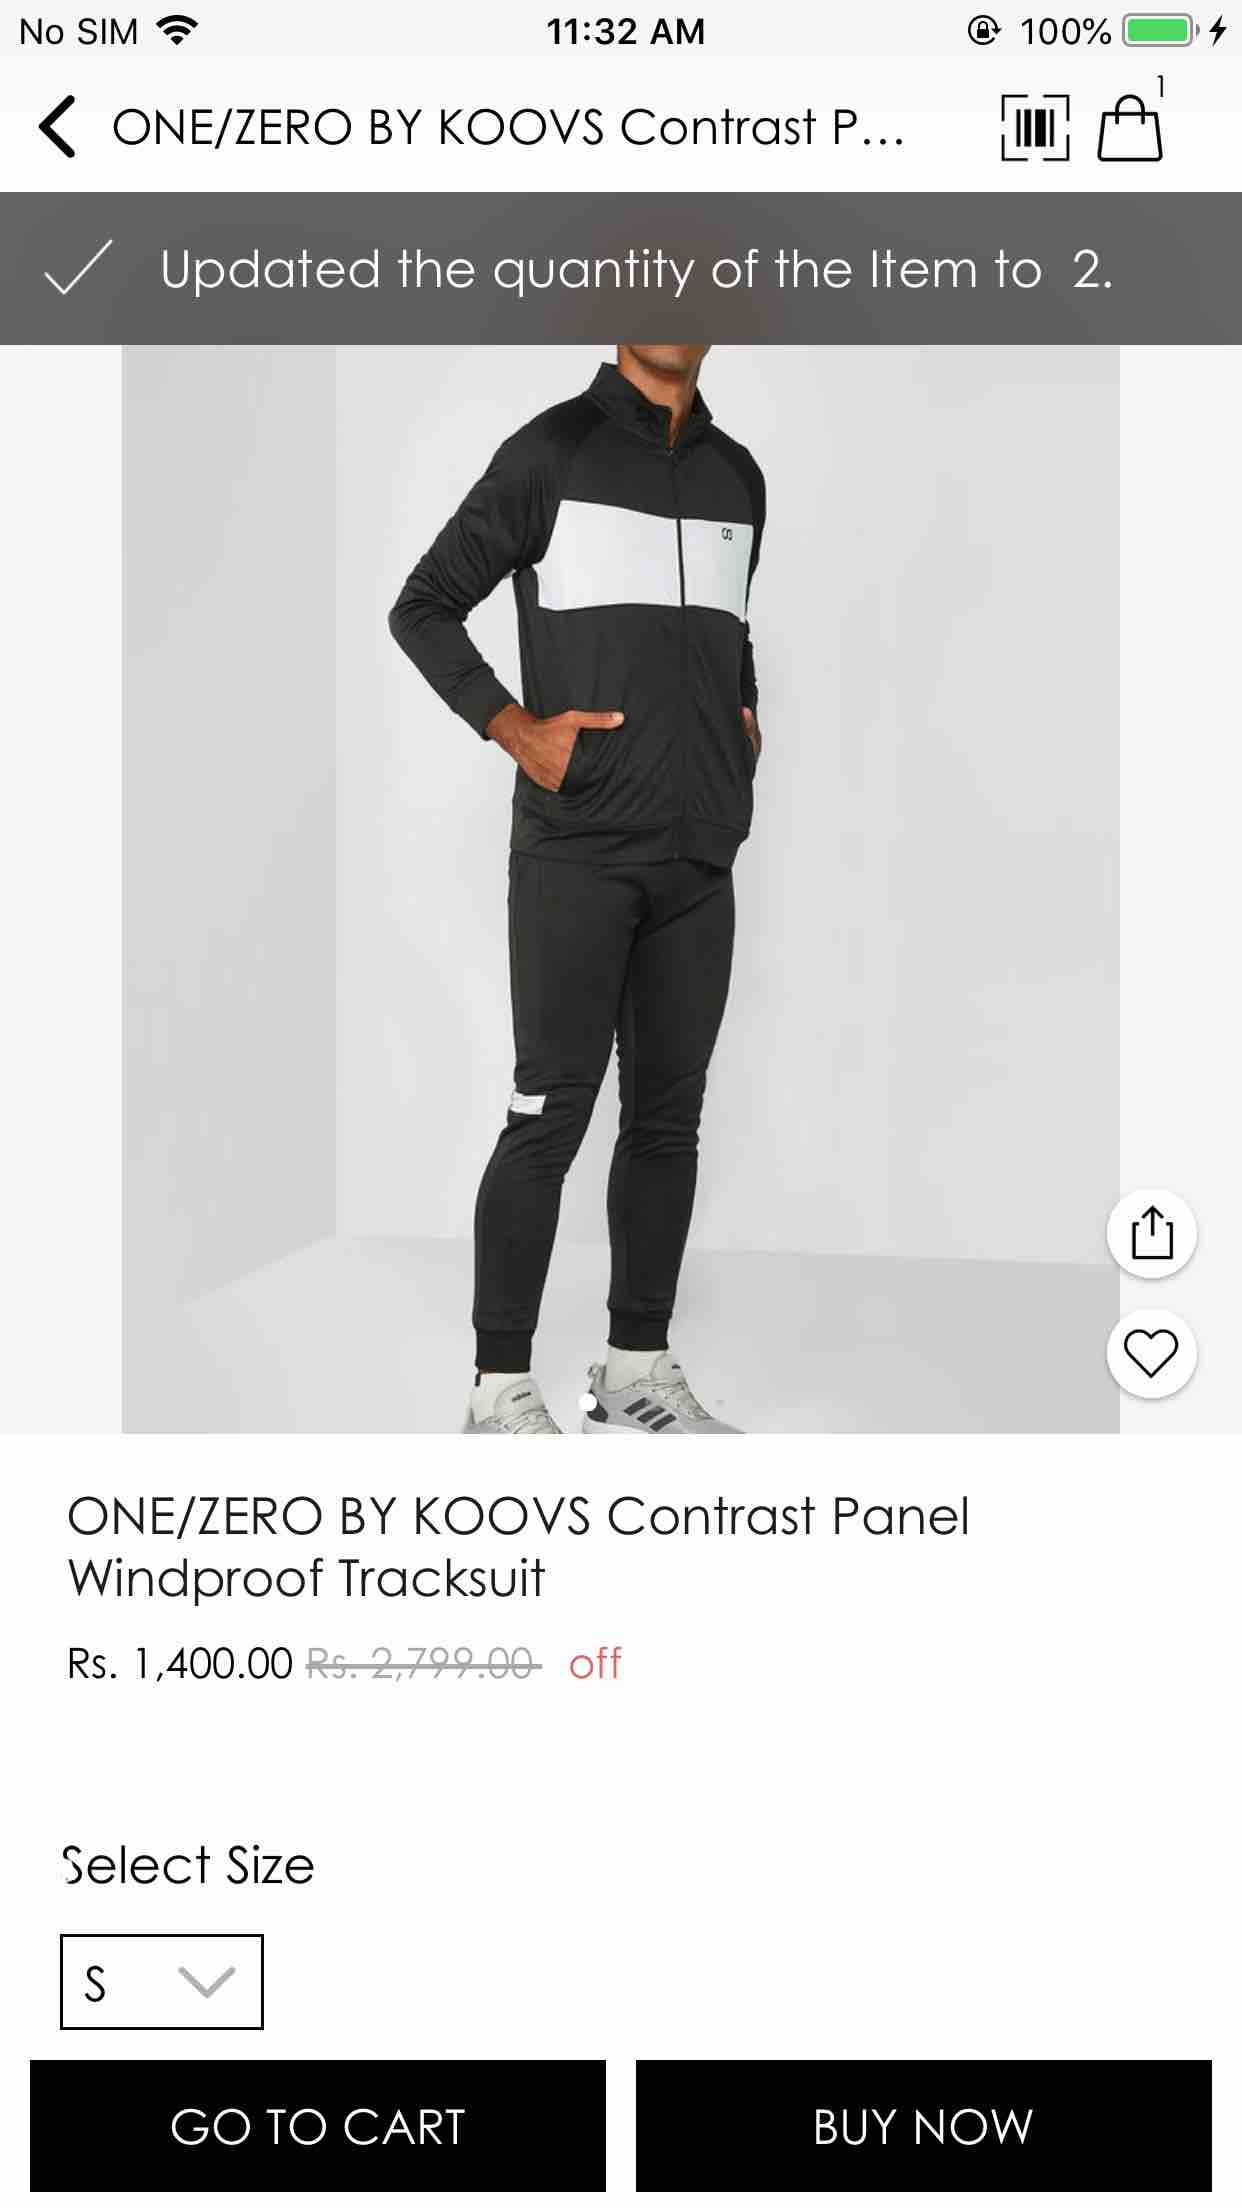 No SIM 11:32 AM 100%
ONE/ZERO BY KOOVS Contrast P... 1
Updated the quantity of the Item to 2.
ONE/ZERO BY KOOVS Contrast Panel
Windproof Tracksuit
Rs. 1,400.00 Rs. 2,799.00 off
Select Size
S
GO TO CART BUY NOW